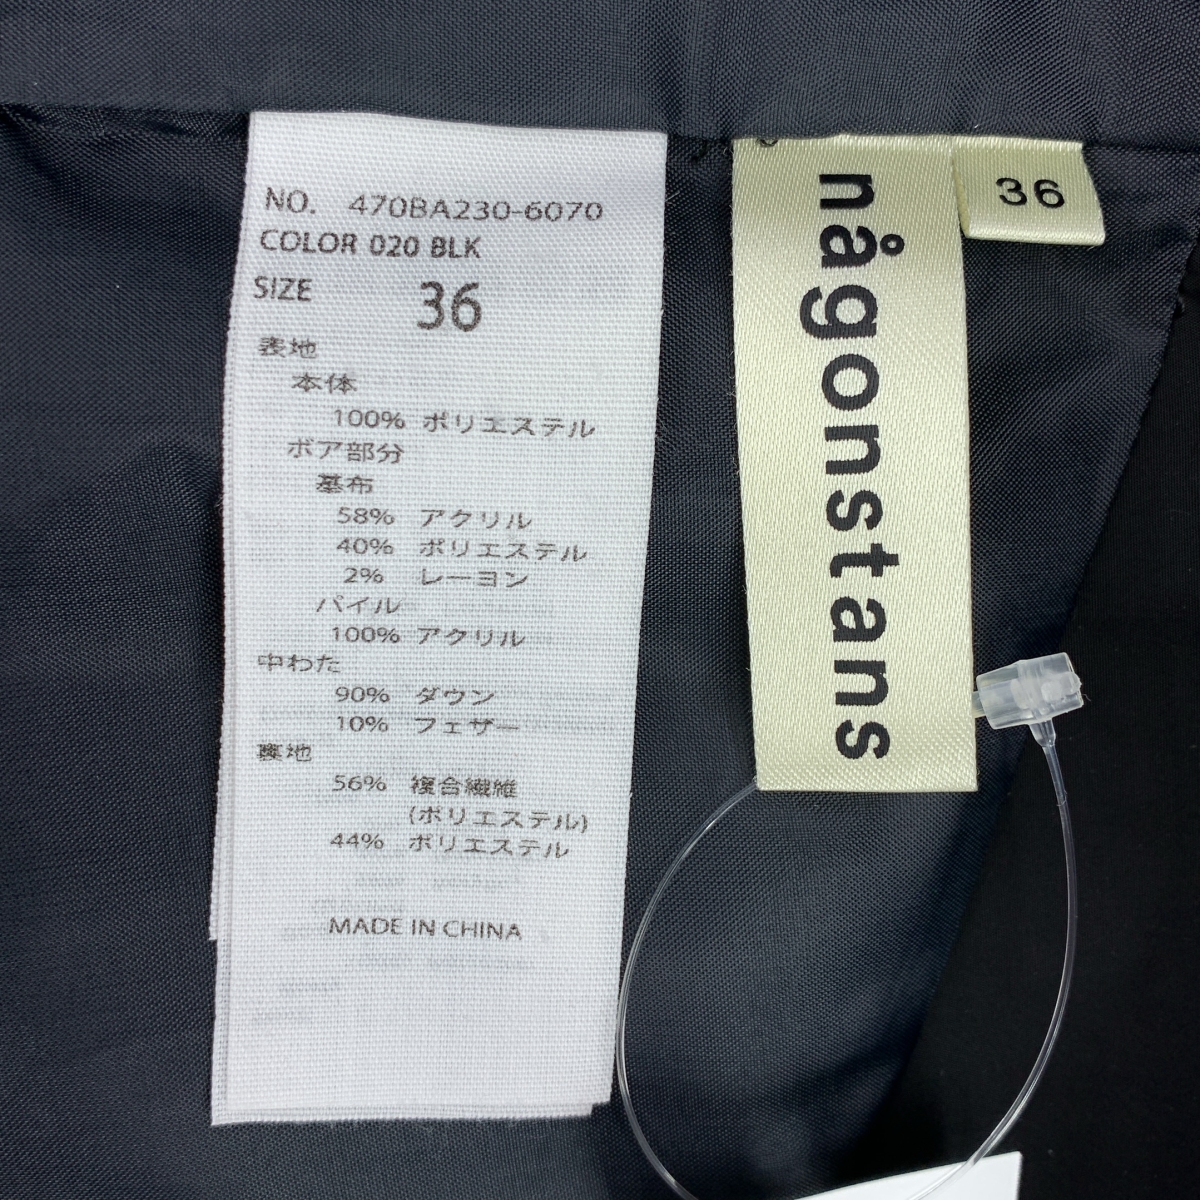 NO. 470BA230-6070
COLOR 020 BLK
SIZE 36
表地
本体
100% ポリエステル
ボア部分
基布
58% アクリル
40% ポリエステル
2% レーヨン
パイル
100% アクリル
中わた
90% ダウン
10% フェザー
裏地
56% 複合繊維
(ポリエステル)
44% ポリエステル
MADE IN CHINA
någonstans
36